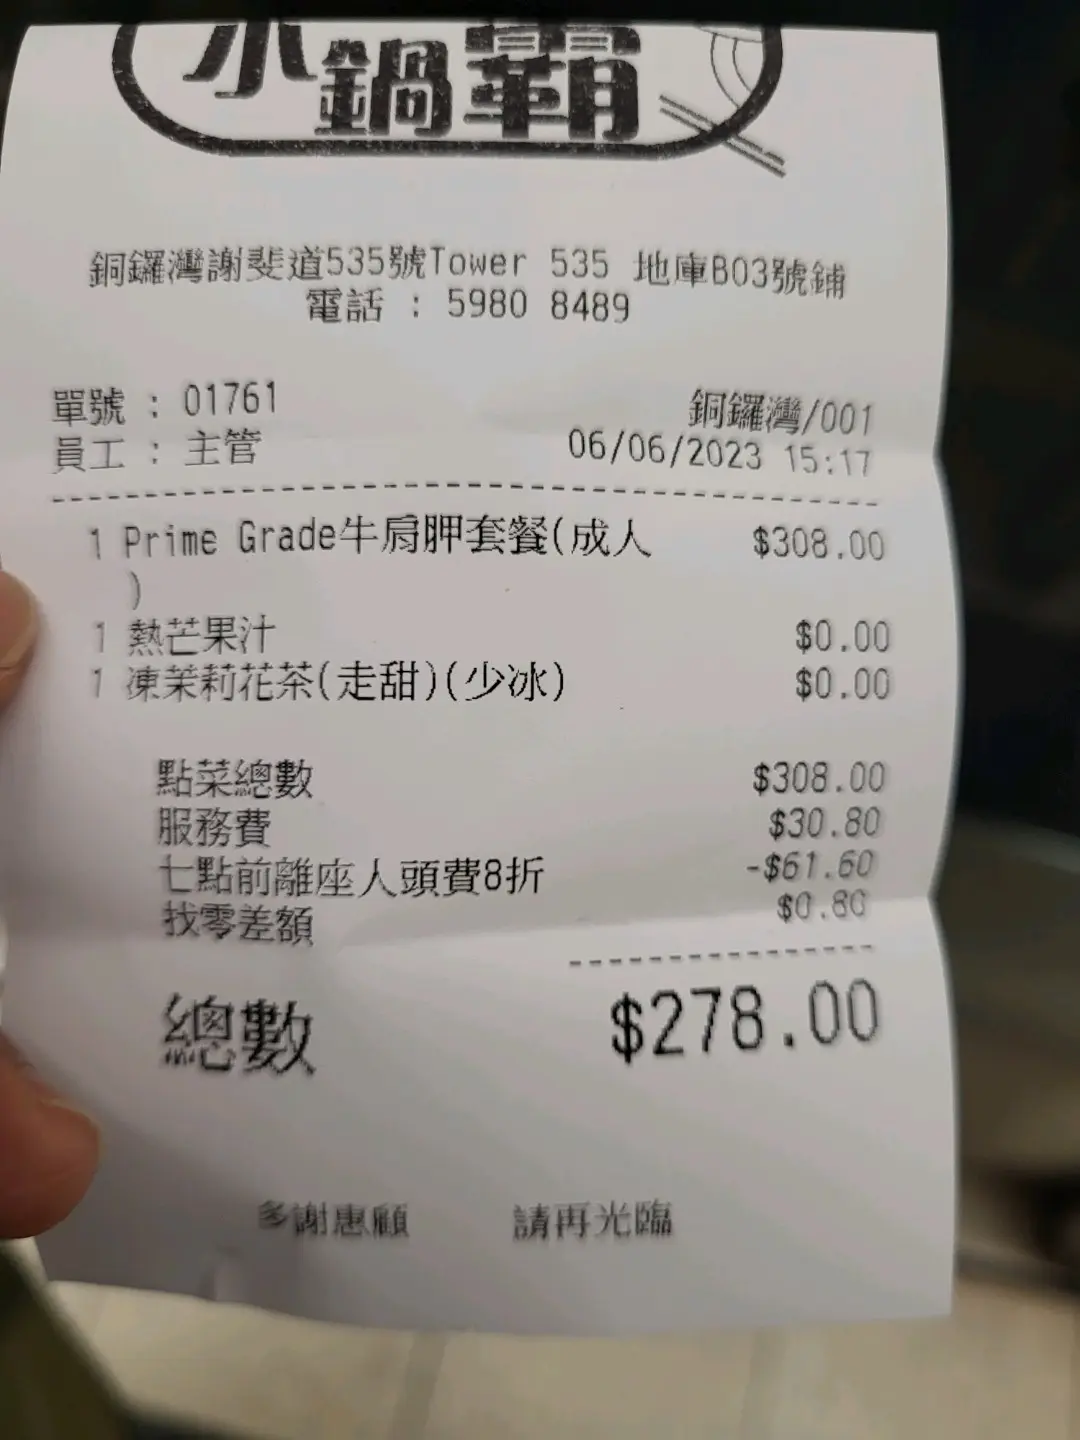 小鍋霸
銅鑼灣謝斐道535號Tower 535 地庫B03號鋪
電話 : 5980 8489
單號 : 01761 銅鑼灣/001
員工 : 主管 06/06/2023 15:17
1 Prime Grade牛肩胛套餐(成人 $308.00
)
1 熱芒果汁 $0.00
1 凍茉莉花茶(走甜)(少冰) $0.00
點菜總數 $308.00
服務費 $30.80
七點前離座人頭費8折 -$61.60
找零差額 $0.80
總數 $278.00
多謝惠顧 請再光臨